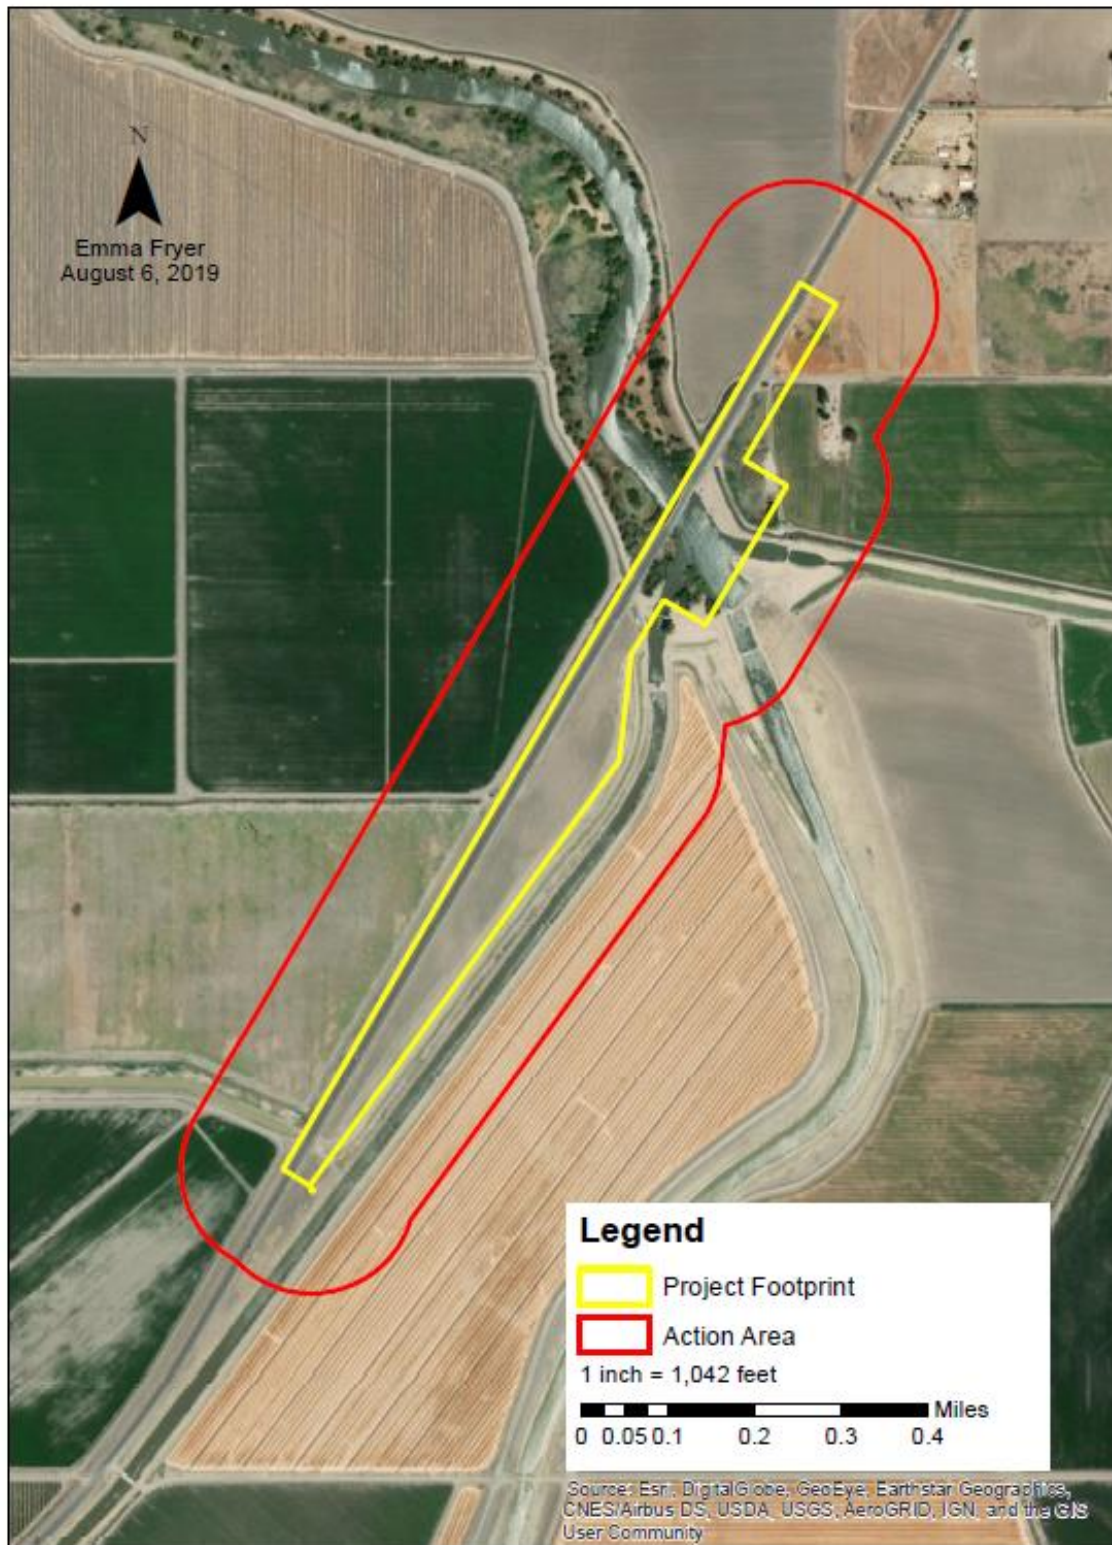 N
Emma Fryer
August 6, 2019
Legend
Project Footprint
Action Area
1 inch = 1,042 feet
Miles
0 0.05 0.1 0.2 0.3 0.4
Source: Esri, DigitalGlobe, GeoEye, Earthstar Geographics,
CNES/Airbus DS, USDA, USGS, AeroGRID, IGN, and the GIS
User Community